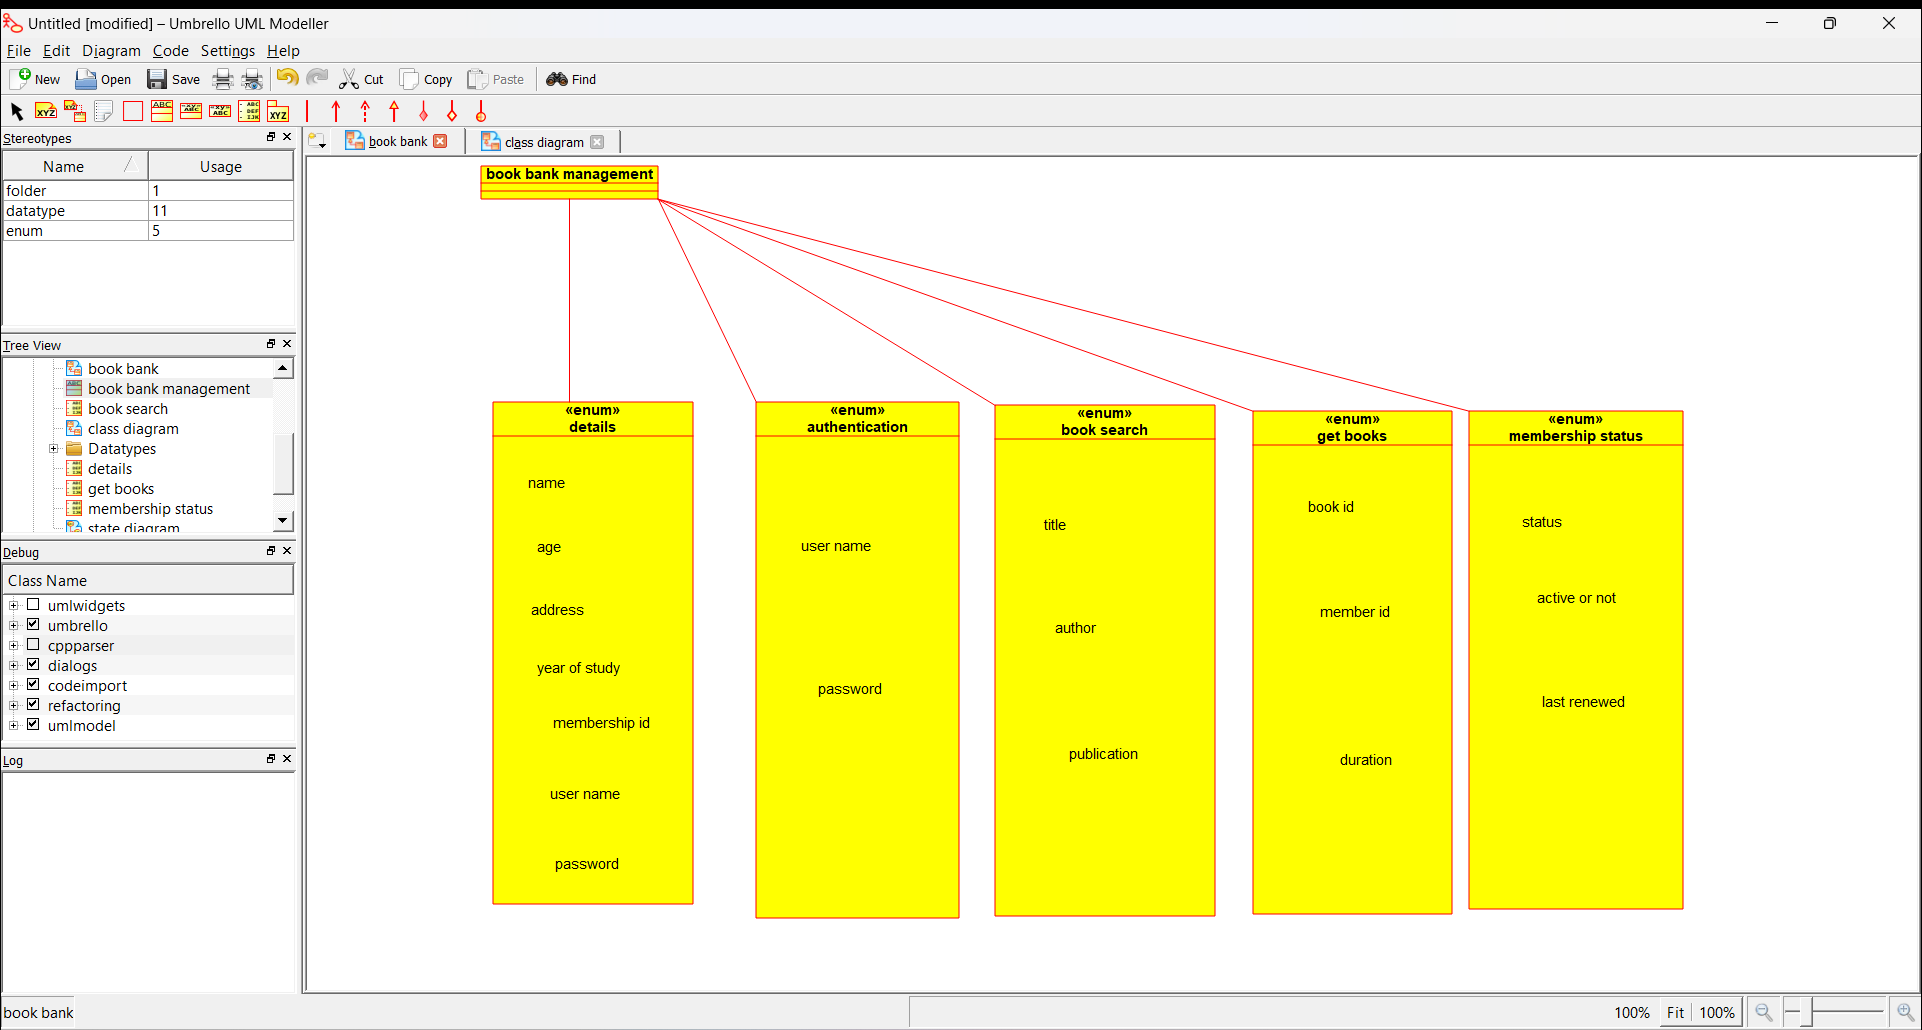 Untitled [modified] – Umbrello UML Modeller
File Edit Diagram Code Settings Help
New Open Save Cut Copy Paste Find
Stereotypes
Name Usage
folder 1
datatype 11
enum 5
Tree View
book bank
book bank management
book search
class diagram
Datatypes
details
get books
membership status
state diagram
Debug
Class Name
umlwidgets
umbrello
cppparser
dialogs
codeimport
refactoring
umlmodel
Log
book bank class diagram
book bank management
«enum»
details
name
age
address
year of study
membership id
user name
password
«enum»
authentication
user name
password
«enum»
book search
title
author
publication
«enum»
get books
book id
member id
duration
«enum»
membership status
status
active or not
last renewed
book bank
100% Fit 100%